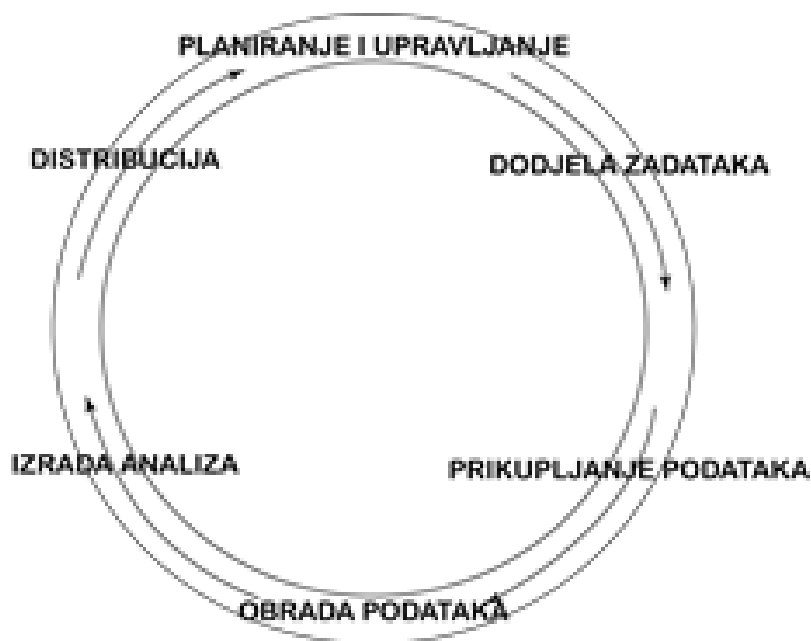 PLANIRANJE I UPRAVLJANJE
DISTRIBUCIJA
DODJELA ZADATAKA
IZRADA ANALIZA
PRIKUPLJANJE PODATAKA
OBRADA PODATAKA